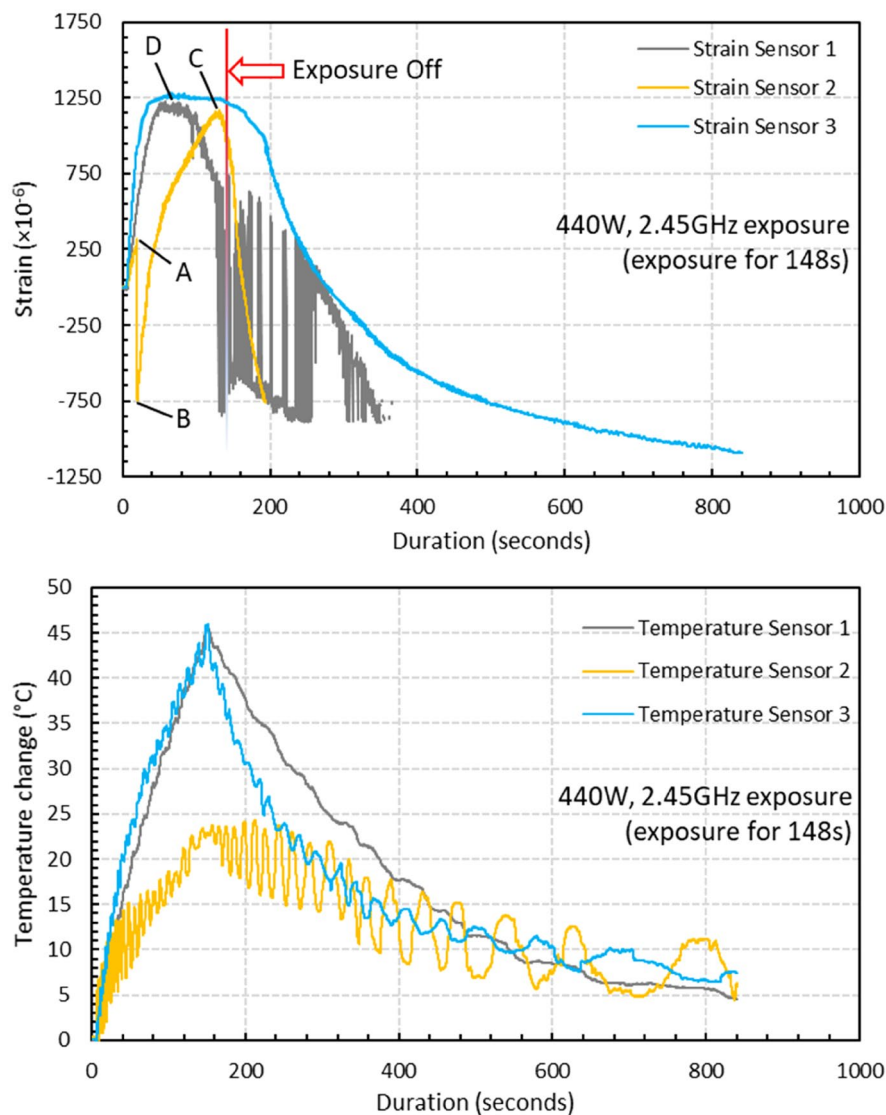 1750
1250
750
250
-250
-750
-1250
Strain (×10⁻⁶)
D
C
A
B
Exposure Off
Strain Sensor 1
Strain Sensor 2
Strain Sensor 3
440W, 2.45GHz exposure
(exposure for 148s)
0 200 400 600 800 1000
Duration (seconds)
50
45
40
35
30
25
20
15
10
5
0
Temperature change (°C)
Temperature Sensor 1
Temperature Sensor 2
Temperature Sensor 3
440W, 2.45GHz exposure
(exposure for 148s)
0 200 400 600 800 1000
Duration (seconds)